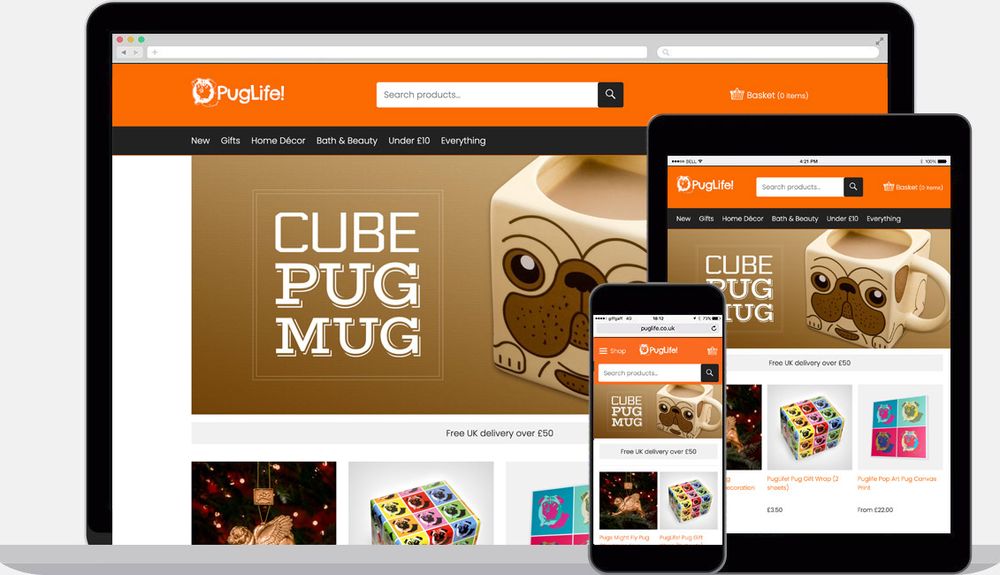 PugLife!
Search products...
Basket (0 items)
New Gifts Home Décor Bath & Beauty Under £10 Everything
CUBE
PUG
MUG
Free UK delivery over £50
BELL
4:21 PM
100%
PugLife!
Search products...
Basket (0 items)
New Gifts Home Décor Bath & Beauty Under £10 Everything
CUBE
PUG
MUG
Free UK delivery over £50
PugLife! Pug Gift Wrap (2
sheets)
£3.50
Puglife Pop Art Pug Canvas
Print
From £22.00
giffgaff 4G
16:12
73%
puglife.co.uk
Shop
PugLife!
Search products...
CUBE
PUG
MUG
Free UK delivery over £50
Pugs Might Fly Pug
PugLife! Pug Gift